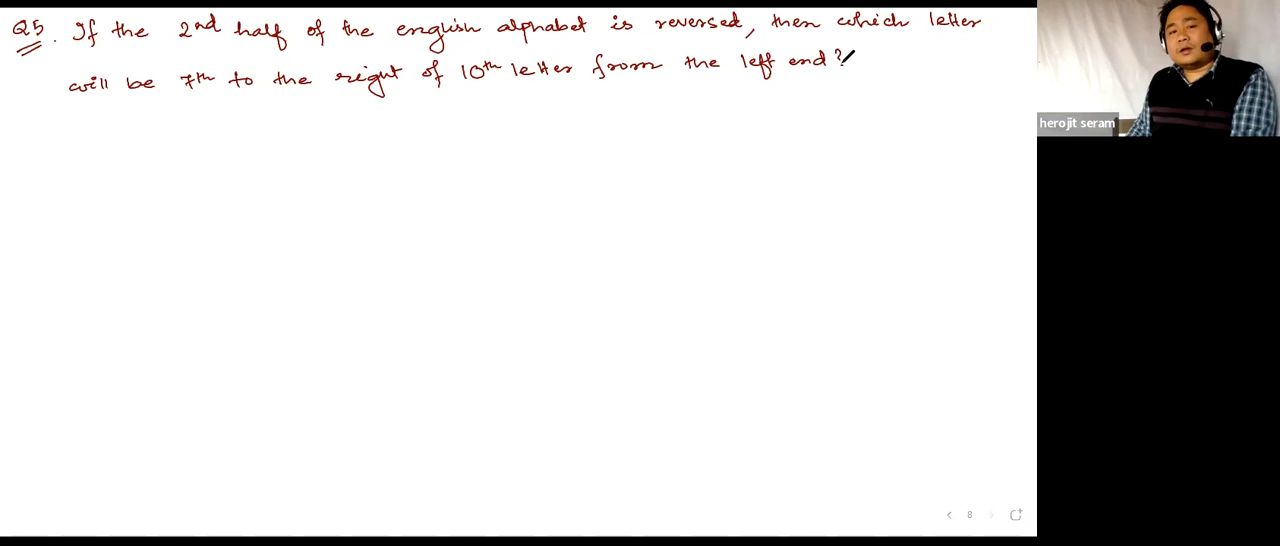 Q5. If the 2nd half of the english alphabet is reversed, then which letter
will be 7th to the right of 10th letter from the left end?
herojit seram
8